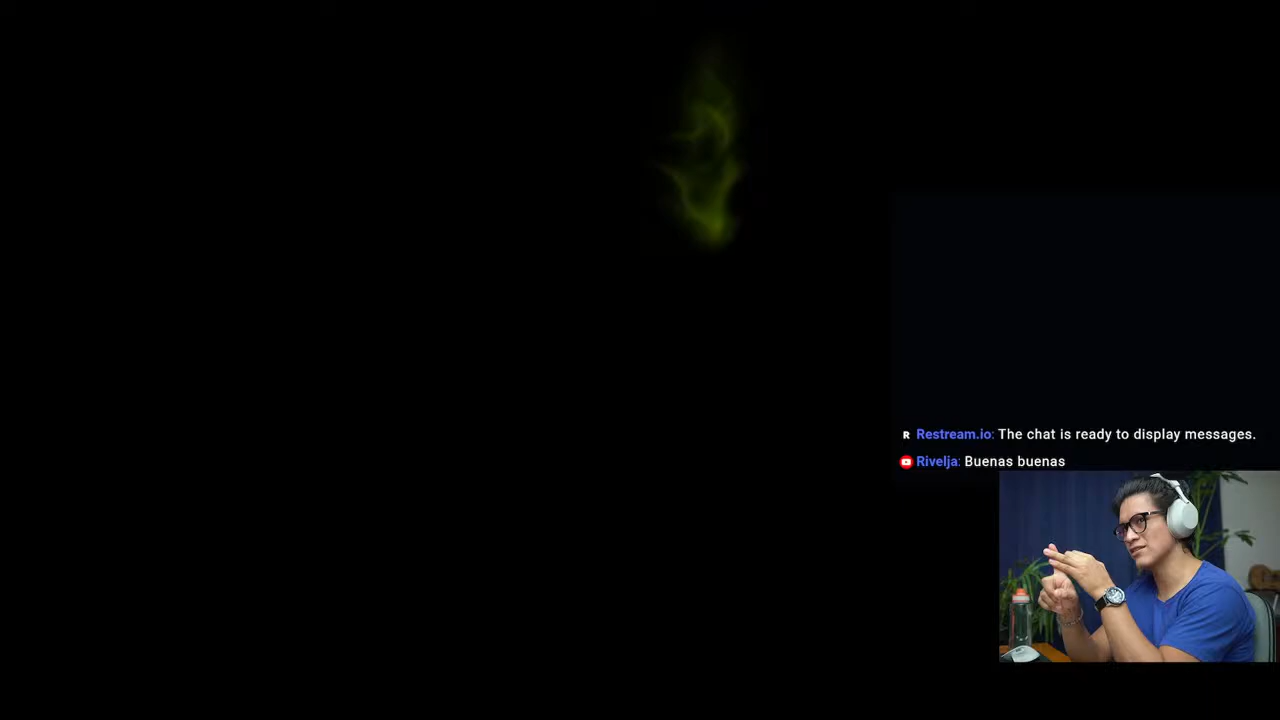 R Restream.io: The chat is ready to display messages.
Rivelja: Buenas buenas